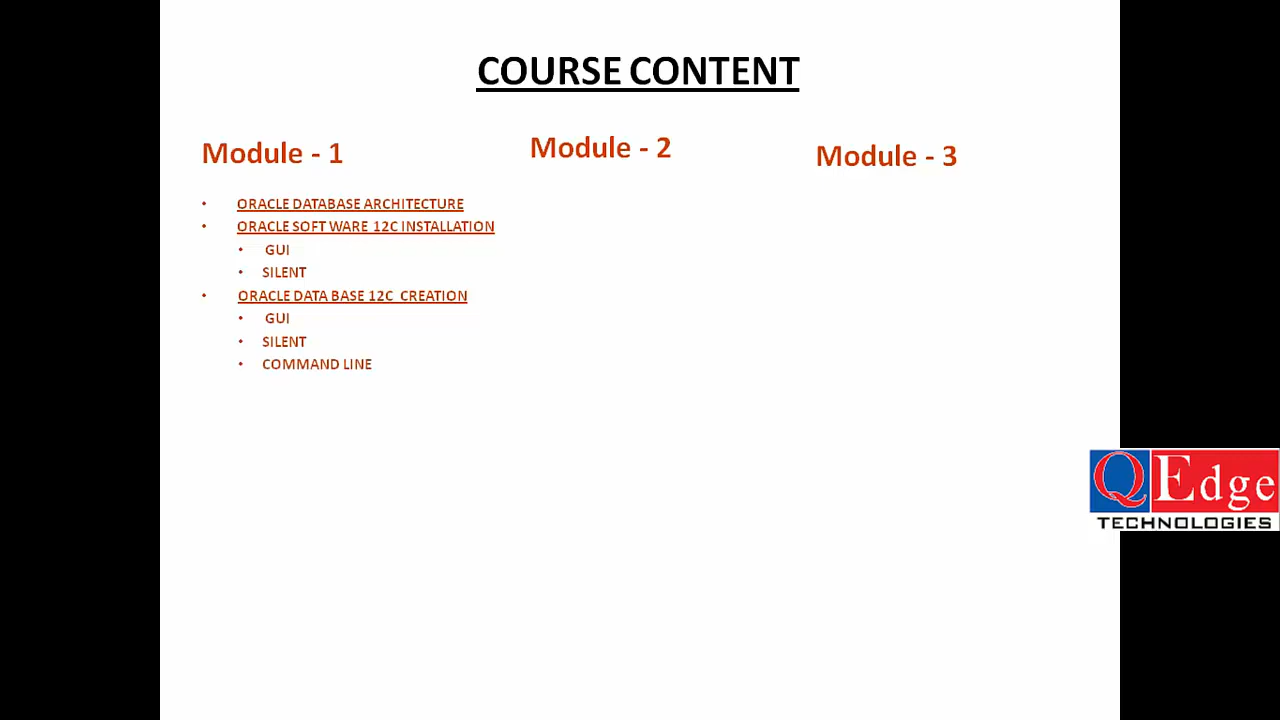 COURSE CONTENT
Module - 1
Module - 2
Module - 3
• ORACLE DATABASE ARCHITECTURE
• ORACLE SOFT WARE 12C INSTALLATION
• GUI
• SILENT
• ORACLE DATA BASE 12C CREATION
• GUI
• SILENT
• COMMAND LINE
QEdge
TECHNOLOGIES